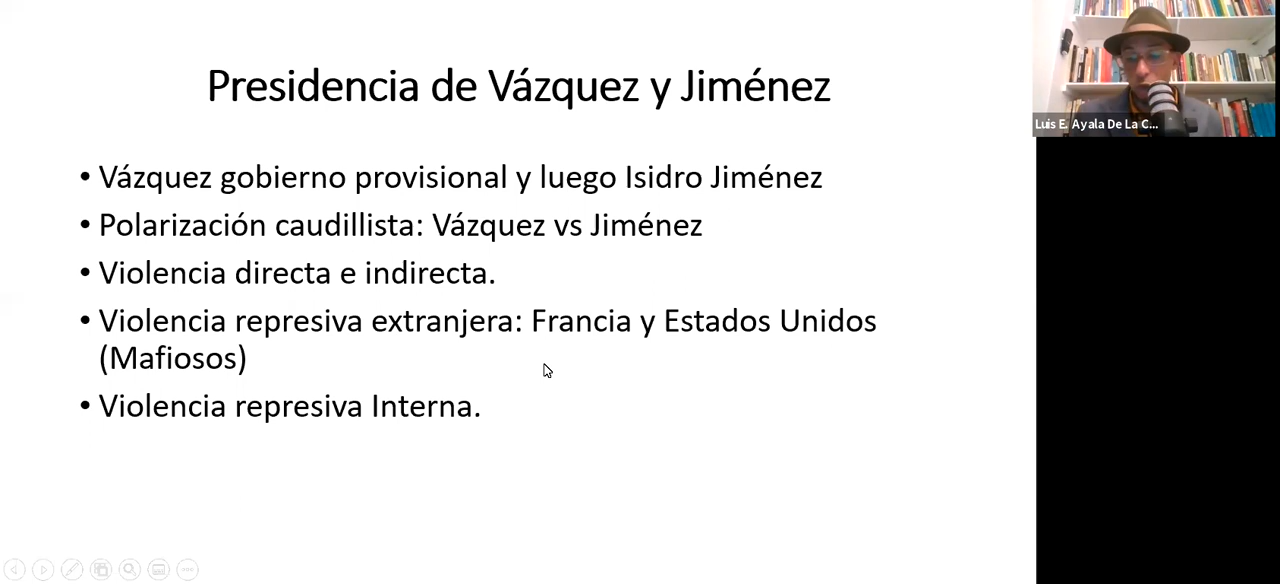 Presidencia de Vázquez y Jiménez
• Vázquez gobierno provisional y luego Isidro Jiménez
• Polarización caudillista: Vázquez vs Jiménez
• Violencia directa e indirecta.
• Violencia represiva extranjera: Francia y Estados Unidos
(Mafiosos)
• Violencia represiva Interna.
Luis E. Ayala De La C...